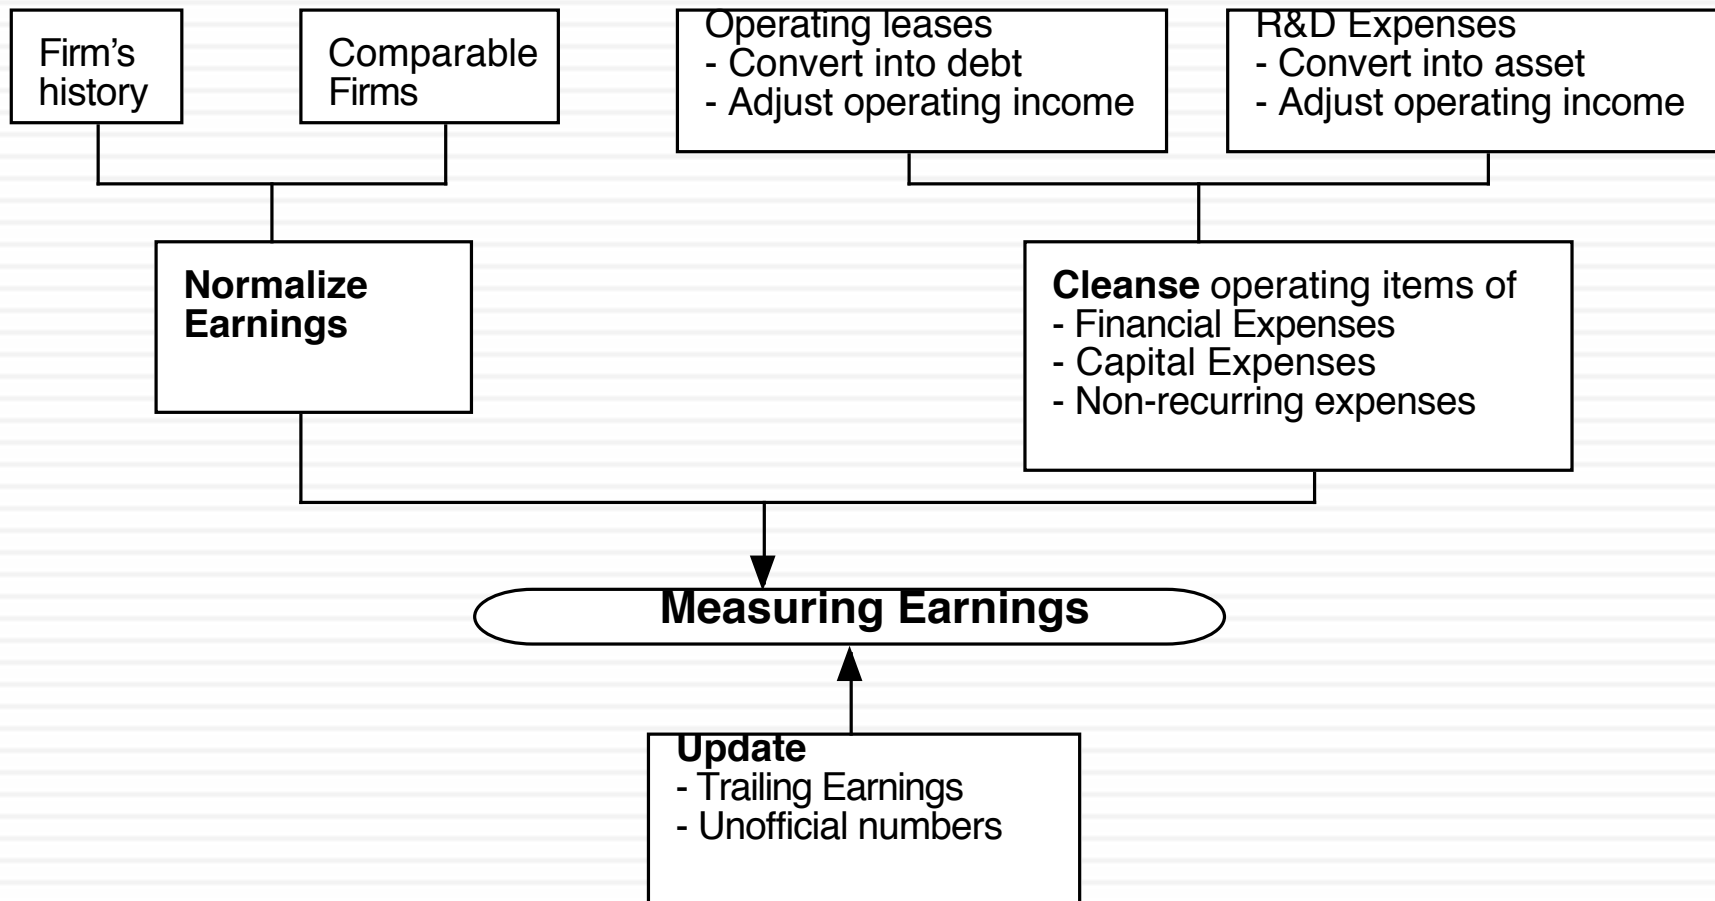 Firm's
history
Comparable
Firms
Operating leases
- Convert into debt
- Adjust operating income
R&D Expenses
- Convert into asset
- Adjust operating income
Normalize
Earnings
Cleanse operating items of
- Financial Expenses
- Capital Expenses
- Non-recurring expenses
Measuring Earnings
Update
- Trailing Earnings
- Unofficial numbers